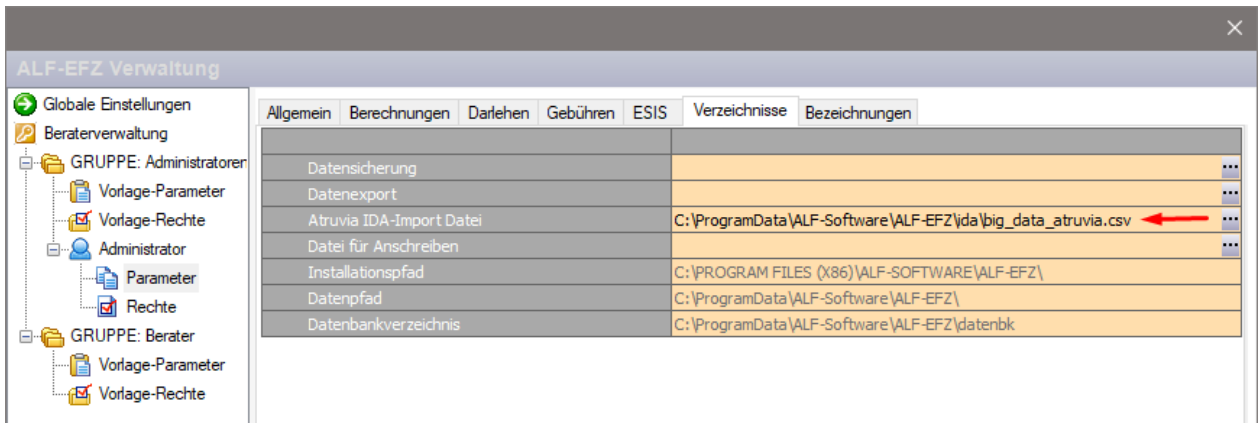 ALF-EFZ Verwaltung
Globale Einstellungen
Beraterverwaltung
GRUPPE: Administratoren
Vorlage-Parameter
Vorlage-Rechte
Administrator
Parameter
Rechte
GRUPPE: Berater
Vorlage-Parameter
Vorlage-Rechte
Allgemein Berechnungen Darlehen Gebühren ESIS Verzeichnisse Bezeichnungen
Datensicherung ...
Datenexport ...
Atruvia IDA-Import Datei C:\ProgramData\ALF-Software\ALF-EFZ\ida\big_data_atruvia.csv ...
Datei für Anschreiben ...
Installationspfad C:\PROGRAM FILES (X86)\ALF-SOFTWARE\ALF-EFZ\
Datenpfad C:\ProgramData\ALF-Software\ALF-EFZ\
Datenbankverzeichnis C:\ProgramData\ALF-Software\ALF-EFZ\datenbk